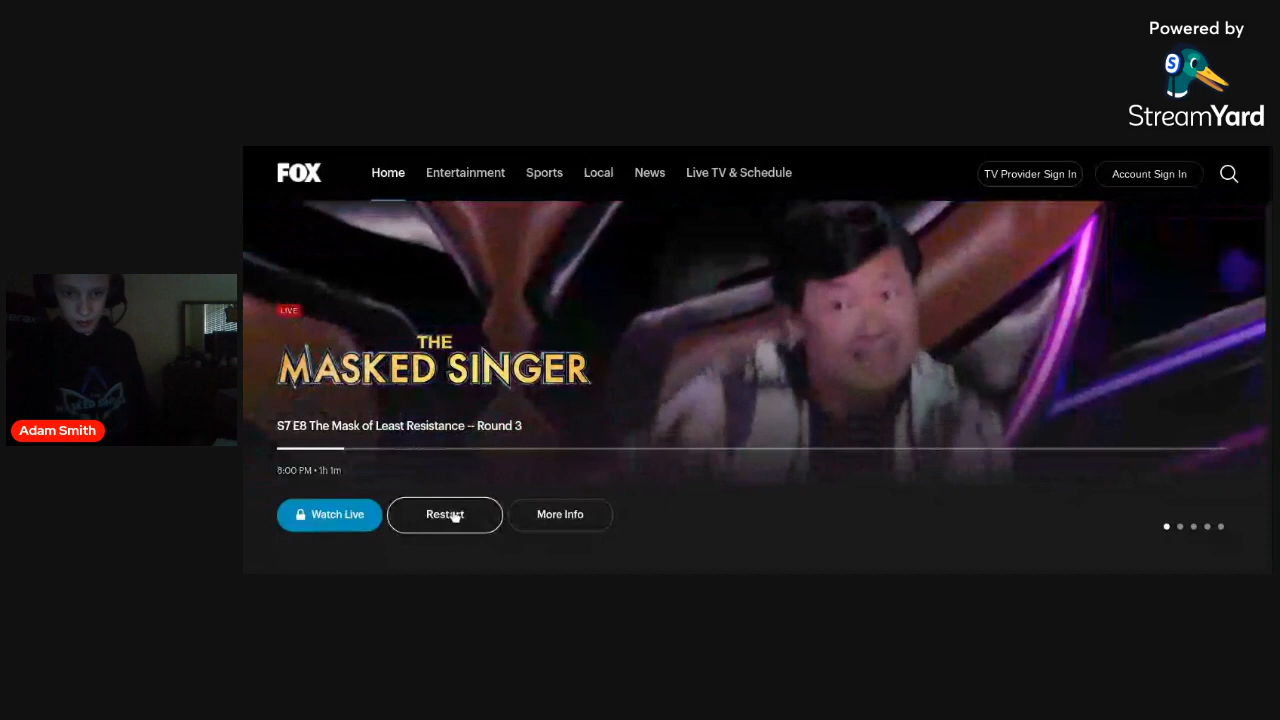 Powered by
S
StreamYard
FOX
Home Entertainment Sports Local News Live TV & Schedule
TV Provider Sign In Account Sign In
LIVE
THE
MASKED SINGER
S7 E8 The Mask of Least Resistance -- Round 3
8:00 PM • 1h 1m
Watch Live Restart More Info
Adam Smith